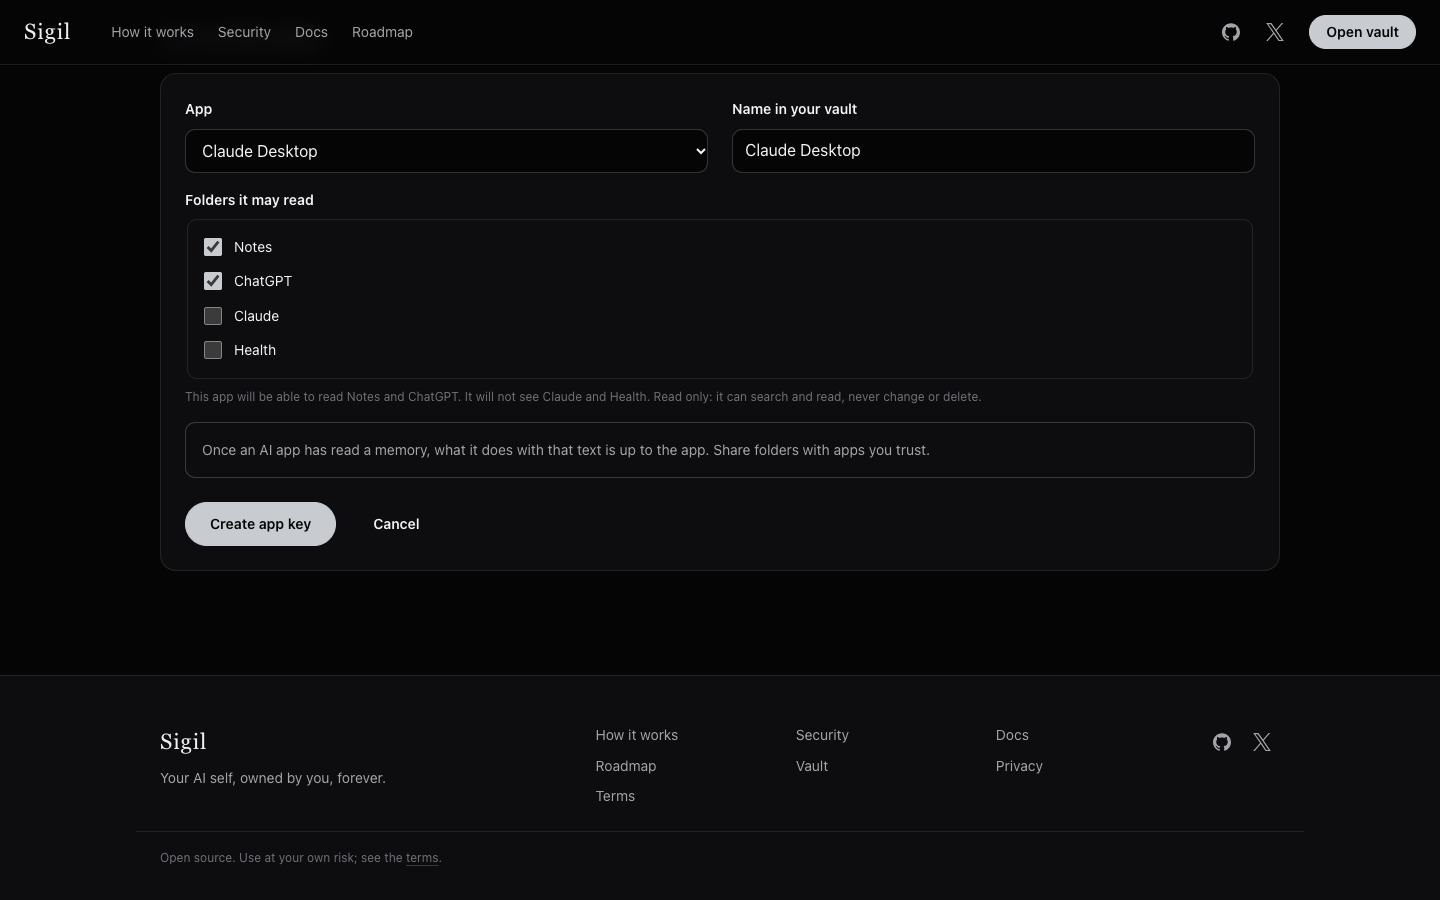 Sigil
How it works
Security
Docs
Roadmap
Open vault
App
Name in your vault
Claude Desktop
Claude Desktop
Folders it may read
Notes
ChatGPT
Claude
Health
This app will be able to read Notes and ChatGPT. It will not see Claude and Health. Read only: it can search and read, never change or delete.
Once an AI app has read a memory, what it does with that text is up to the app. Share folders with apps you trust.
Create app key
Cancel
Sigil
Your AI self, owned by you, forever.
How it works
Security
Docs
Roadmap
Vault
Privacy
Terms
Open source. Use at your own risk; see the terms.